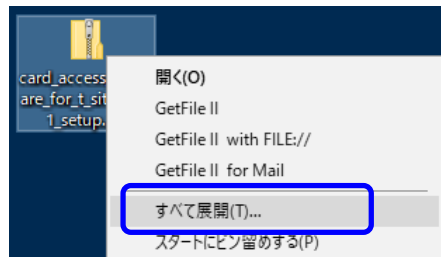 card_access
are_for_t_sit
1_setup.
開く(O)
GetFile II
GetFile II with FILE://
GetFile II for Mail
すべて展開(T)...
スタートにピン留めする(P)